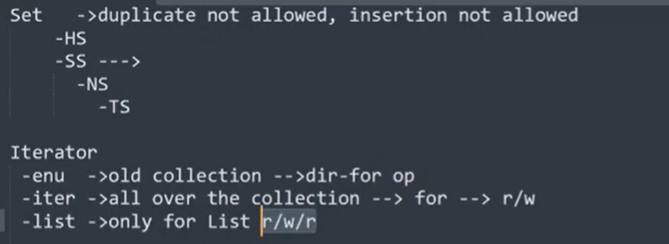 Set   ->duplicate not allowed, insertion not allowed
-HS
-SS --->
-NS
-TS
Iterator
-enu  ->old collection -->dir-for op
-iter ->all over the collection --> for --> r/w
-list ->only for List r/w/r